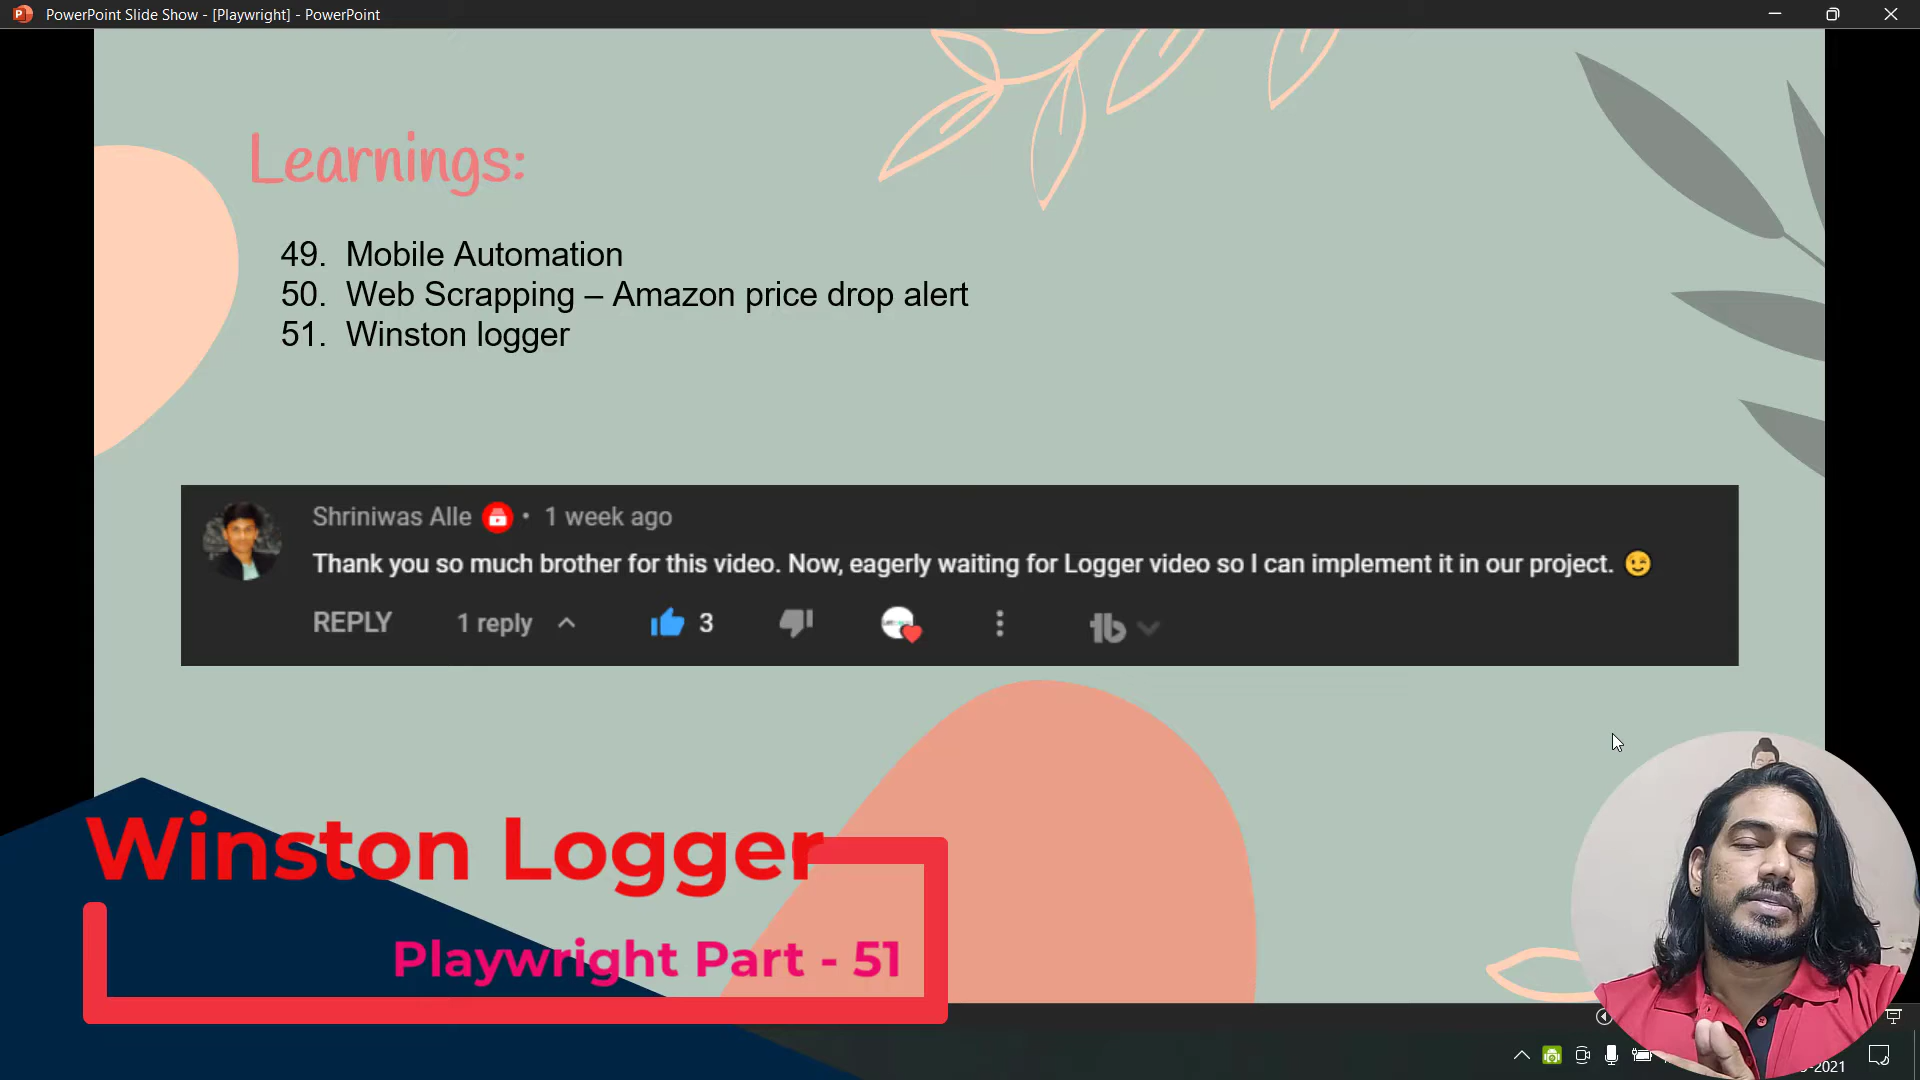 PowerPoint Slide Show - [Playwright] - PowerPoint
Learnings:
49. Mobile Automation
50. Web Scrapping – Amazon price drop alert
51. Winston logger
Shriniwas Alle • 1 week ago
Thank you so much brother for this video. Now, eagerly waiting for Logger video so I can implement it in our project. 😉
REPLY 1 reply 3
Winston Logger
Playwright Part - 51
-2021